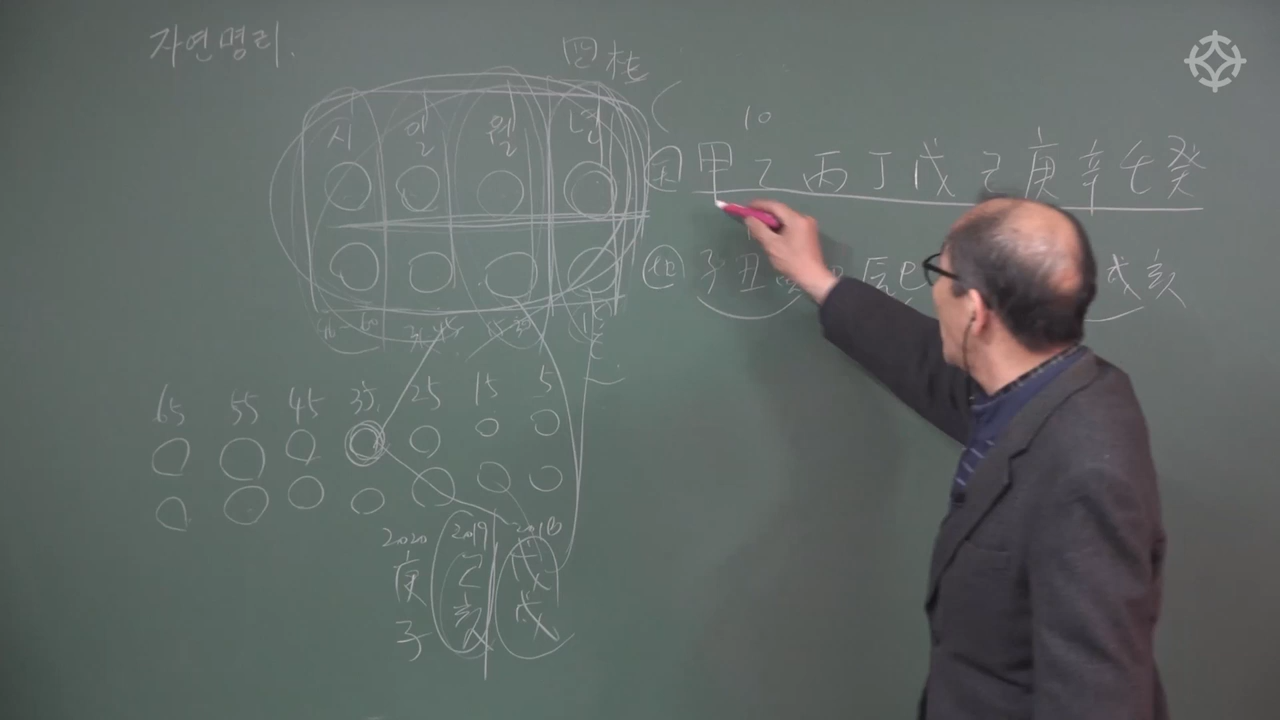 자연명리.
四柱
시 일 월 년
10
天 甲 乙 丙 丁 戊 己 庚 辛 壬 癸
地 子 丑 辰 巳 戌 亥
65 55 45 35 25 15 5
2020 2019 2018
庚 己 戊
子 亥 戌